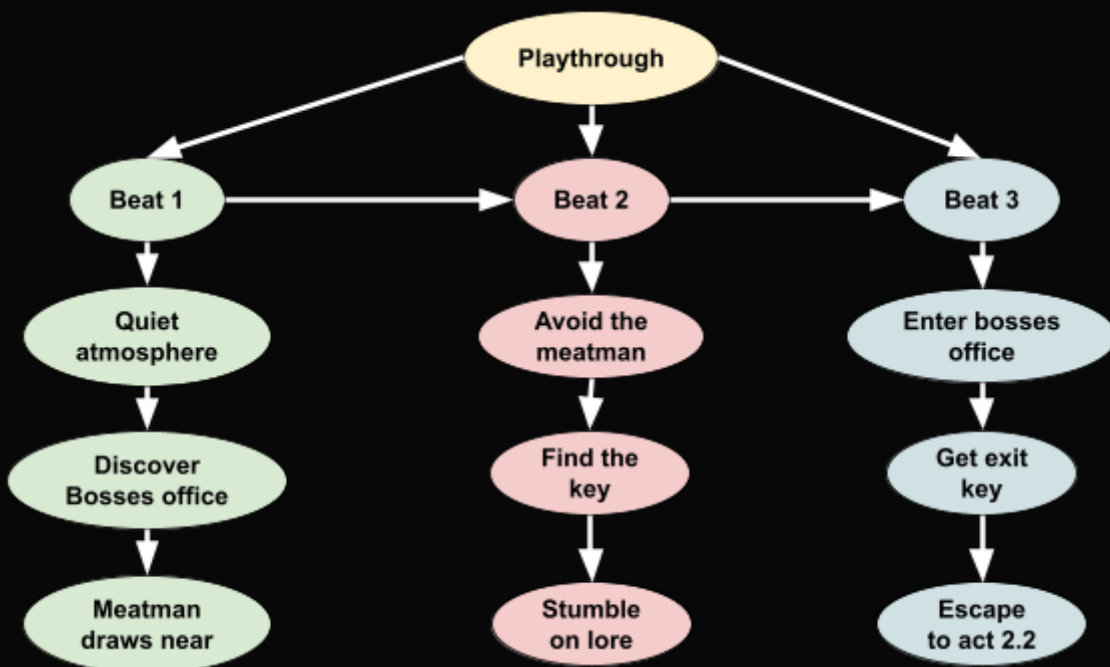 Playthrough
Beat 1
Beat 2
Beat 3
Quiet
atmosphere
Avoid the
meatman
Enter bosses
office
Discover
Bosses office
Find the
key
Get exit
key
Meatman
draws near
Stumble
on lore
Escape
to act 2.2